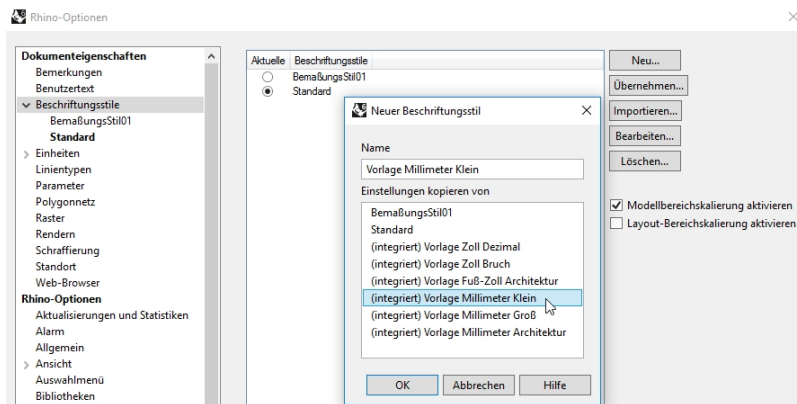 Rhino-Optionen
Dokumenteigenschaften
Bemerkungen
Benutzertext
Beschriftungsstile
BemaßungsStil01
Standard
Einheiten
Linientypen
Parameter
Polygonnetz
Raster
Rendern
Schraffierung
Standort
Web-Browser
Rhino-Optionen
Aktualisierungen und Statistiken
Alarm
Allgemein
Ansicht
Auswahlmenü
Bibliotheken
Aktuelle Beschriftungsstile
BemaßungsStil01
Standard
Neuer Beschriftungsstil
Name
Vorlage Millimeter Klein
Einstellungen kopieren von
BemaßungsStil01
Standard
(integriert) Vorlage Zoll Dezimal
(integriert) Vorlage Zoll Bruch
(integriert) Vorlage Fuß-Zoll Architektur
(integriert) Vorlage Millimeter Klein
(integriert) Vorlage Millimeter Groß
(integriert) Vorlage Millimeter Architektur
OK Abbrechen Hilfe
Neu...
Übernehmen...
Importieren...
Bearbeiten...
Löschen...
Modellbereichskalierung aktivieren
Layout-Bereichskalierung aktivieren